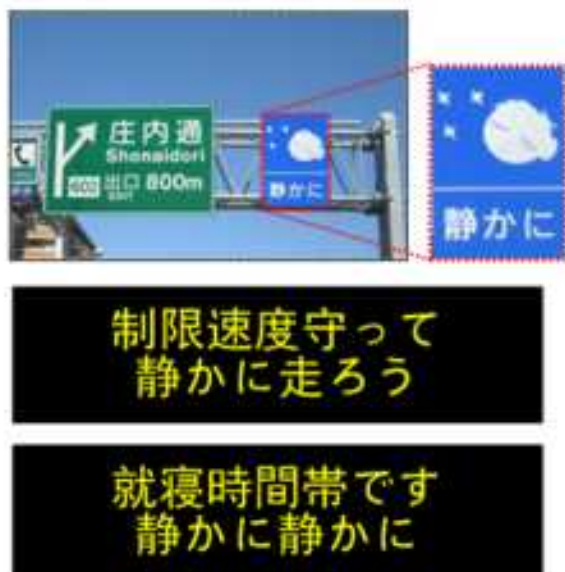 庄内通
Shonaidori
出口 800m
EXIT
静かに
静かに
制限速度守って
静かに走ろう
就寝時間帯です
静かに静かに